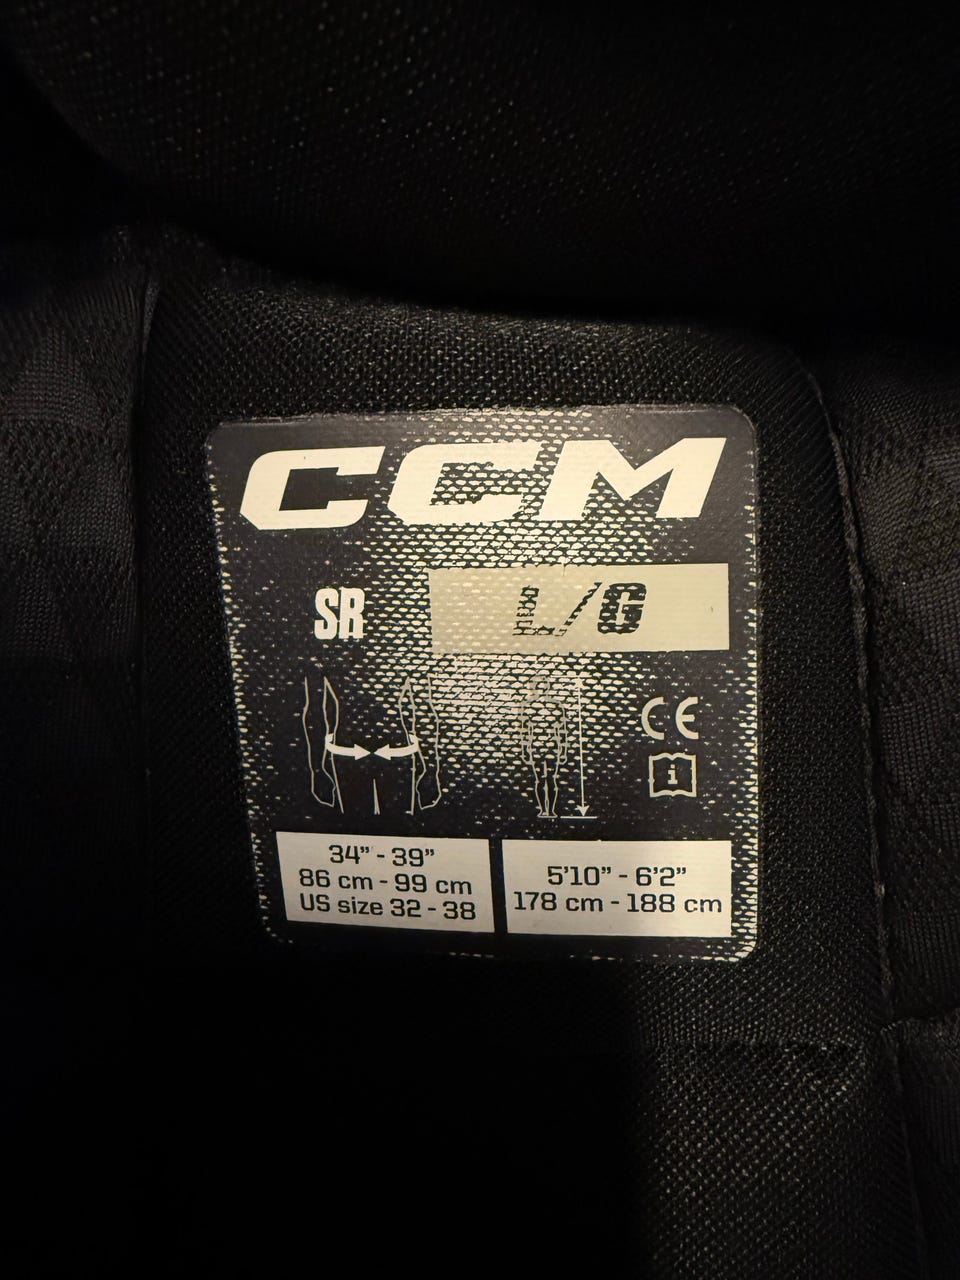 CCM
SR L/G
CE
i
34” - 39”
86 cm - 99 cm
US size 32 - 38
5’10” - 6’2”
178 cm - 188 cm